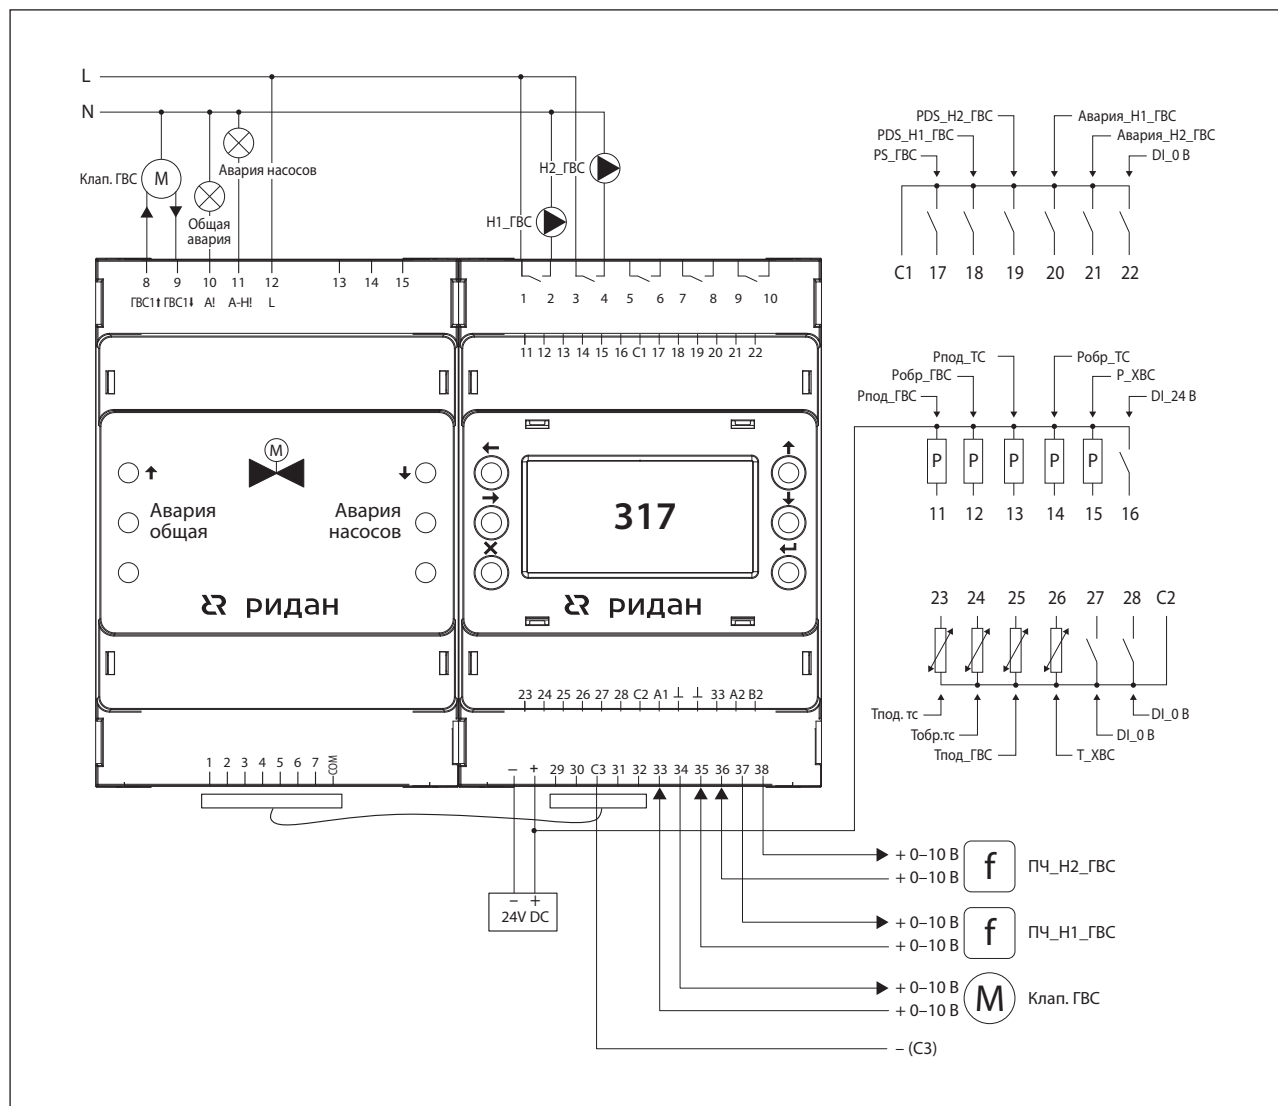 L
N
Клап. ГВС
M
Авария насосов
Общая
авария
Н2_ГВС
Н1_ГВС
8 9 10 11 12 13 14 15
ГВС1⬆ ГВС1⬇ А! А-Н! L
1 2 3 4 5 6 7 8 9 10
11 12 13 14 15 16 C1 17 18 19 20 21 22
M
Авария
общая
Авария
насосов
ридан
317
ридан
23 24 25 26 27 28 C2 A1 ⊥ ⊥ 33 A2 B2
1 2 3 4 5 6 7 COM
– + 29 30 C3 31 32 33 34 35 36 37 38
– +
24V DC
PDS_Н2_ГВС
PDS_Н1_ГВС
PS_ГВС
Авария_Н1_ГВС
Авария_Н2_ГВС
DI_0 В
C1 17 18 19 20 21 22
Рпод_ТС
Робр_ГВС
Рпод_ГВС
Робр_ТС
Р_ХВС
DI_24 В
P P P P P
11 12 13 14 15 16
23 24 25 26 27 28 C2
Тпод. тс
Тобр.тс
Тпод_ГВС
Т_ХВС
DI_0 В
DI_0 В
+ 0–10 В
+ 0–10 В
f
ПЧ_Н2_ГВС
+ 0–10 В
+ 0–10 В
f
ПЧ_Н1_ГВС
+ 0–10 В
+ 0–10 В
M
Клап. ГВС
– (С3)